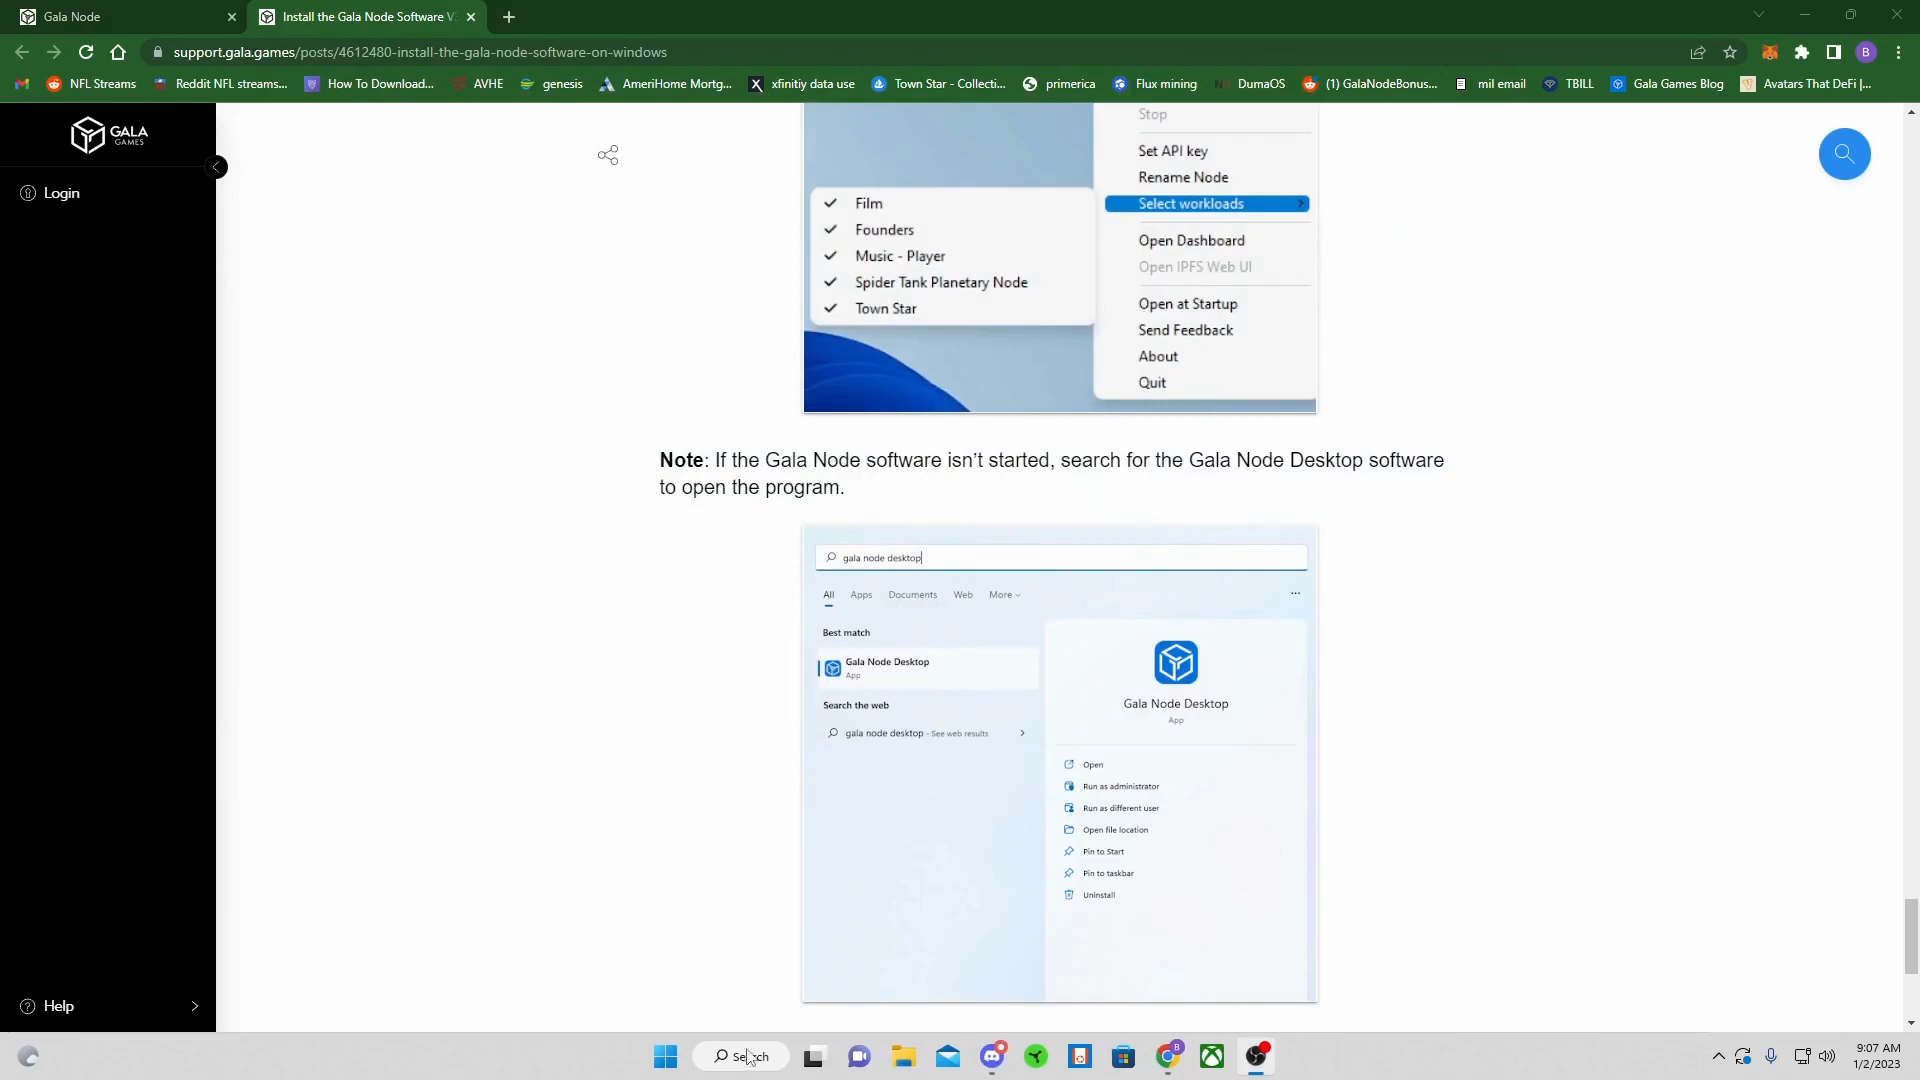 Gala Node
Install the Gala Node Software V
support.gala.games/posts/4612480-install-the-gala-node-software-on-windows
B
NFL Streams
Reddit NFL streams...
How To Download...
AVHE
genesis
AmeriHome Mortg...
xfinitiy data use
Town Star - Collecti...
primerica
Flux mining
DumaOS
(1) GalaNodeBonus...
mil email
TBILL
Gala Games Blog
Avatars That DeFi |...
GALA
GAMES
Login
Stop
Set API key
Rename Node
Select workloads
Open Dashboard
Open IPFS Web UI
Open at Startup
Send Feedback
About
Quit
Film
Founders
Music - Player
Spider Tank Planetary Node
Town Star
Note: If the Gala Node software isn't started, search for the Gala Node Desktop software
to open the program.
gala node desktop
All Apps Documents Web More
Best match
Gala Node Desktop
App
Search the web
gala node desktop - See web results
Gala Node Desktop
App
Open
Run as administrator
Run as different user
Open file location
Pin to Start
Pin to taskbar
Uninstall
Help
Search
B
9:07 AM
1/2/2023